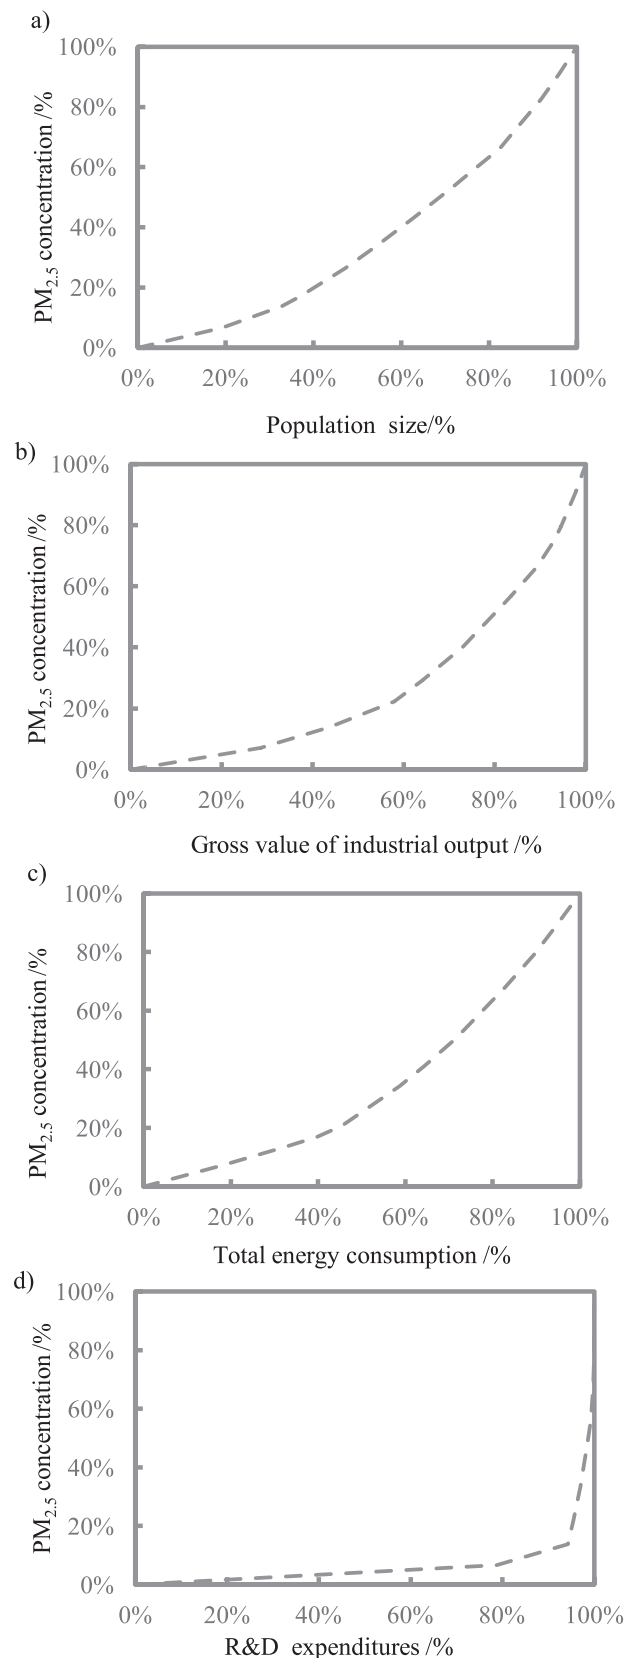 a)
100%
80%
60%
40%
20%
0%
PM2.5 concentration /%
0% 20% 40% 60% 80% 100%
Population size/%
b)
100%
80%
60%
40%
20%
0%
PM2.5 concentration /%
0% 20% 40% 60% 80% 100%
Gross value of industrial output /%
c)
100%
80%
60%
40%
20%
0%
PM2.5 concentration /%
0% 20% 40% 60% 80% 100%
Total energy consumption /%
d)
100%
80%
60%
40%
20%
0%
PM2.5 concentration /%
0% 20% 40% 60% 80% 100%
R&D expenditures /%